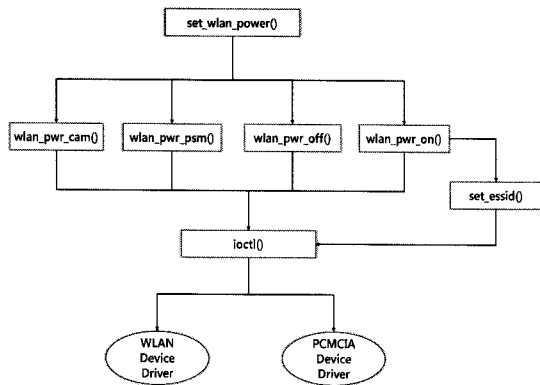 set_wlan_power()
wlan_pwr_cam()
wlan_pwr_psm()
wlan_pwr_off()
wlan_pwr_on()
set_essid()
ioctl()
WLAN
Device
Driver
PCMCIA
Device
Driver